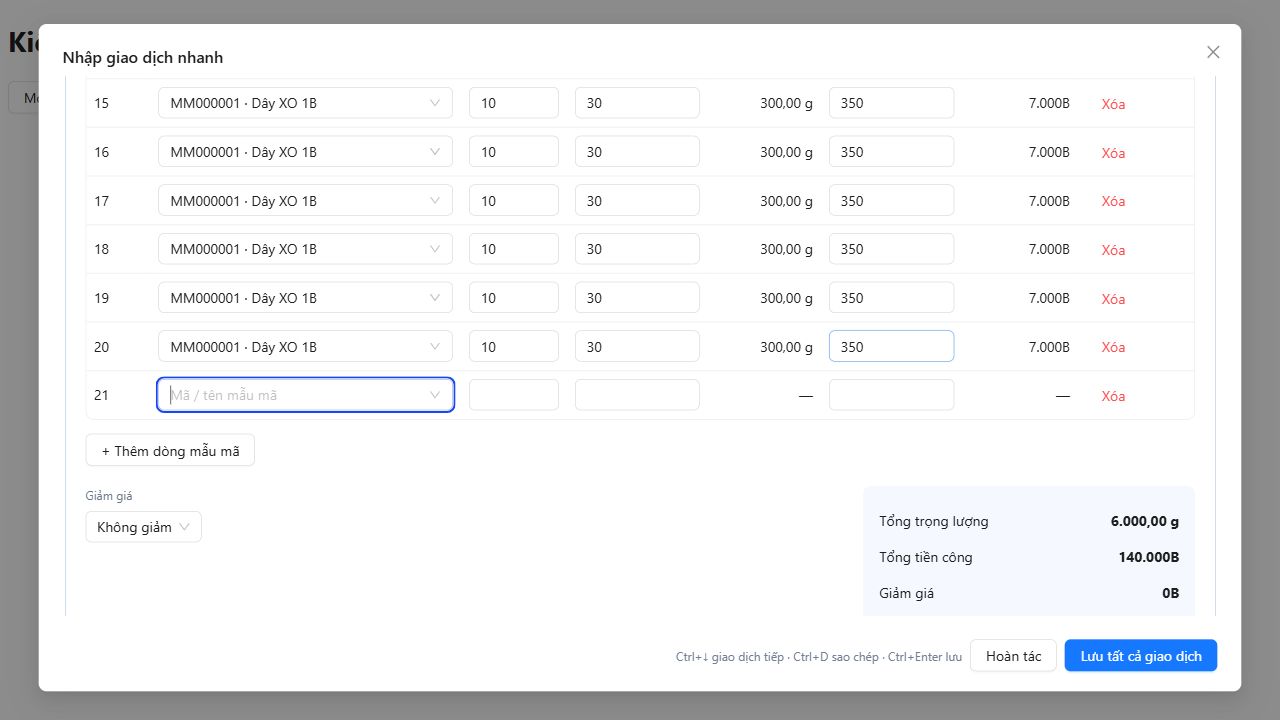 Nhập giao dịch nhanh
15 MM000001 · Dây XO 1B 10 30 300,00 g 350 7.000B Xóa
16 MM000001 · Dây XO 1B 10 30 300,00 g 350 7.000B Xóa
17 MM000001 · Dây XO 1B 10 30 300,00 g 350 7.000B Xóa
18 MM000001 · Dây XO 1B 10 30 300,00 g 350 7.000B Xóa
19 MM000001 · Dây XO 1B 10 30 300,00 g 350 7.000B Xóa
20 MM000001 · Dây XO 1B 10 30 300,00 g 350 7.000B Xóa
21 Mã / tên mẫu mã — — Xóa
+ Thêm dòng mẫu mã
Giảm giá
Không giảm
Tổng trọng lượng 6.000,00 g
Tổng tiền công 140.000B
Giảm giá 0B
Ctrl+↓ giao dịch tiếp · Ctrl+D sao chép · Ctrl+Enter lưu
Hoàn tác
Lưu tất cả giao dịch